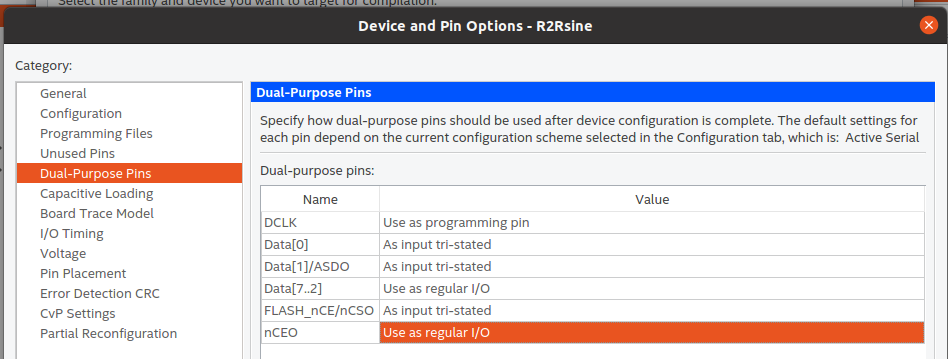 Select the family and device you want to target for compilation.
Device and Pin Options - R2Rsine
Category:
General
Configuration
Programming Files
Unused Pins
Dual-Purpose Pins
Capacitive Loading
Board Trace Model
I/O Timing
Voltage
Pin Placement
Error Detection CRC
CvP Settings
Partial Reconfiguration
Dual-Purpose Pins
Specify how dual-purpose pins should be used after device configuration is complete. The default settings for
each pin depend on the current configuration scheme selected in the Configuration tab, which is: Active Serial
Dual-purpose pins:
Name Value
DCLK Use as programming pin
Data[0] As input tri-stated
Data[1]/ASDO As input tri-stated
Data[7..2] Use as regular I/O
FLASH_nCE/nCSO As input tri-stated
nCEO Use as regular I/O